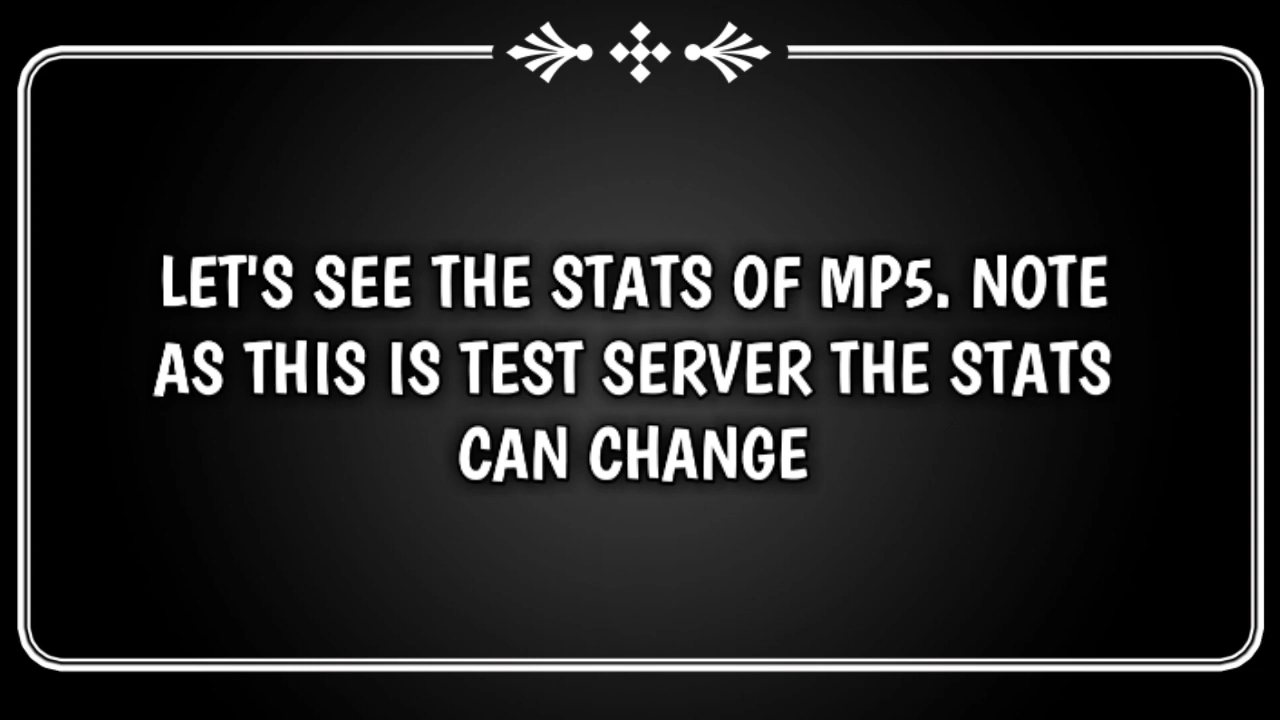 LET'S SEE THE STATS OF MP5. NOTE
AS THIS IS TEST SERVER THE STATS
CAN CHANGE